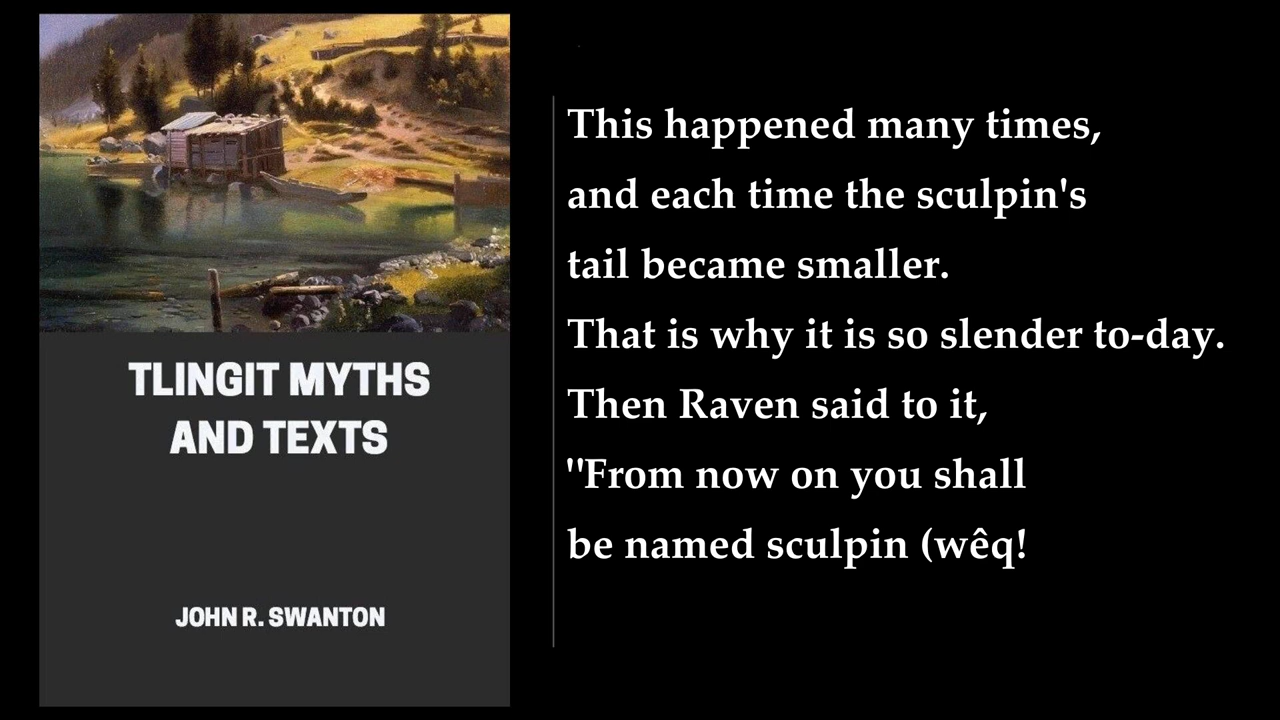 TLINGIT MYTHS
AND TEXTS
JOHN R. SWANTON
This happened many times,
and each time the sculpin's
tail became smaller.
That is why it is so slender to-day.
Then Raven said to it,
"From now on you shall
be named sculpin (wêq!